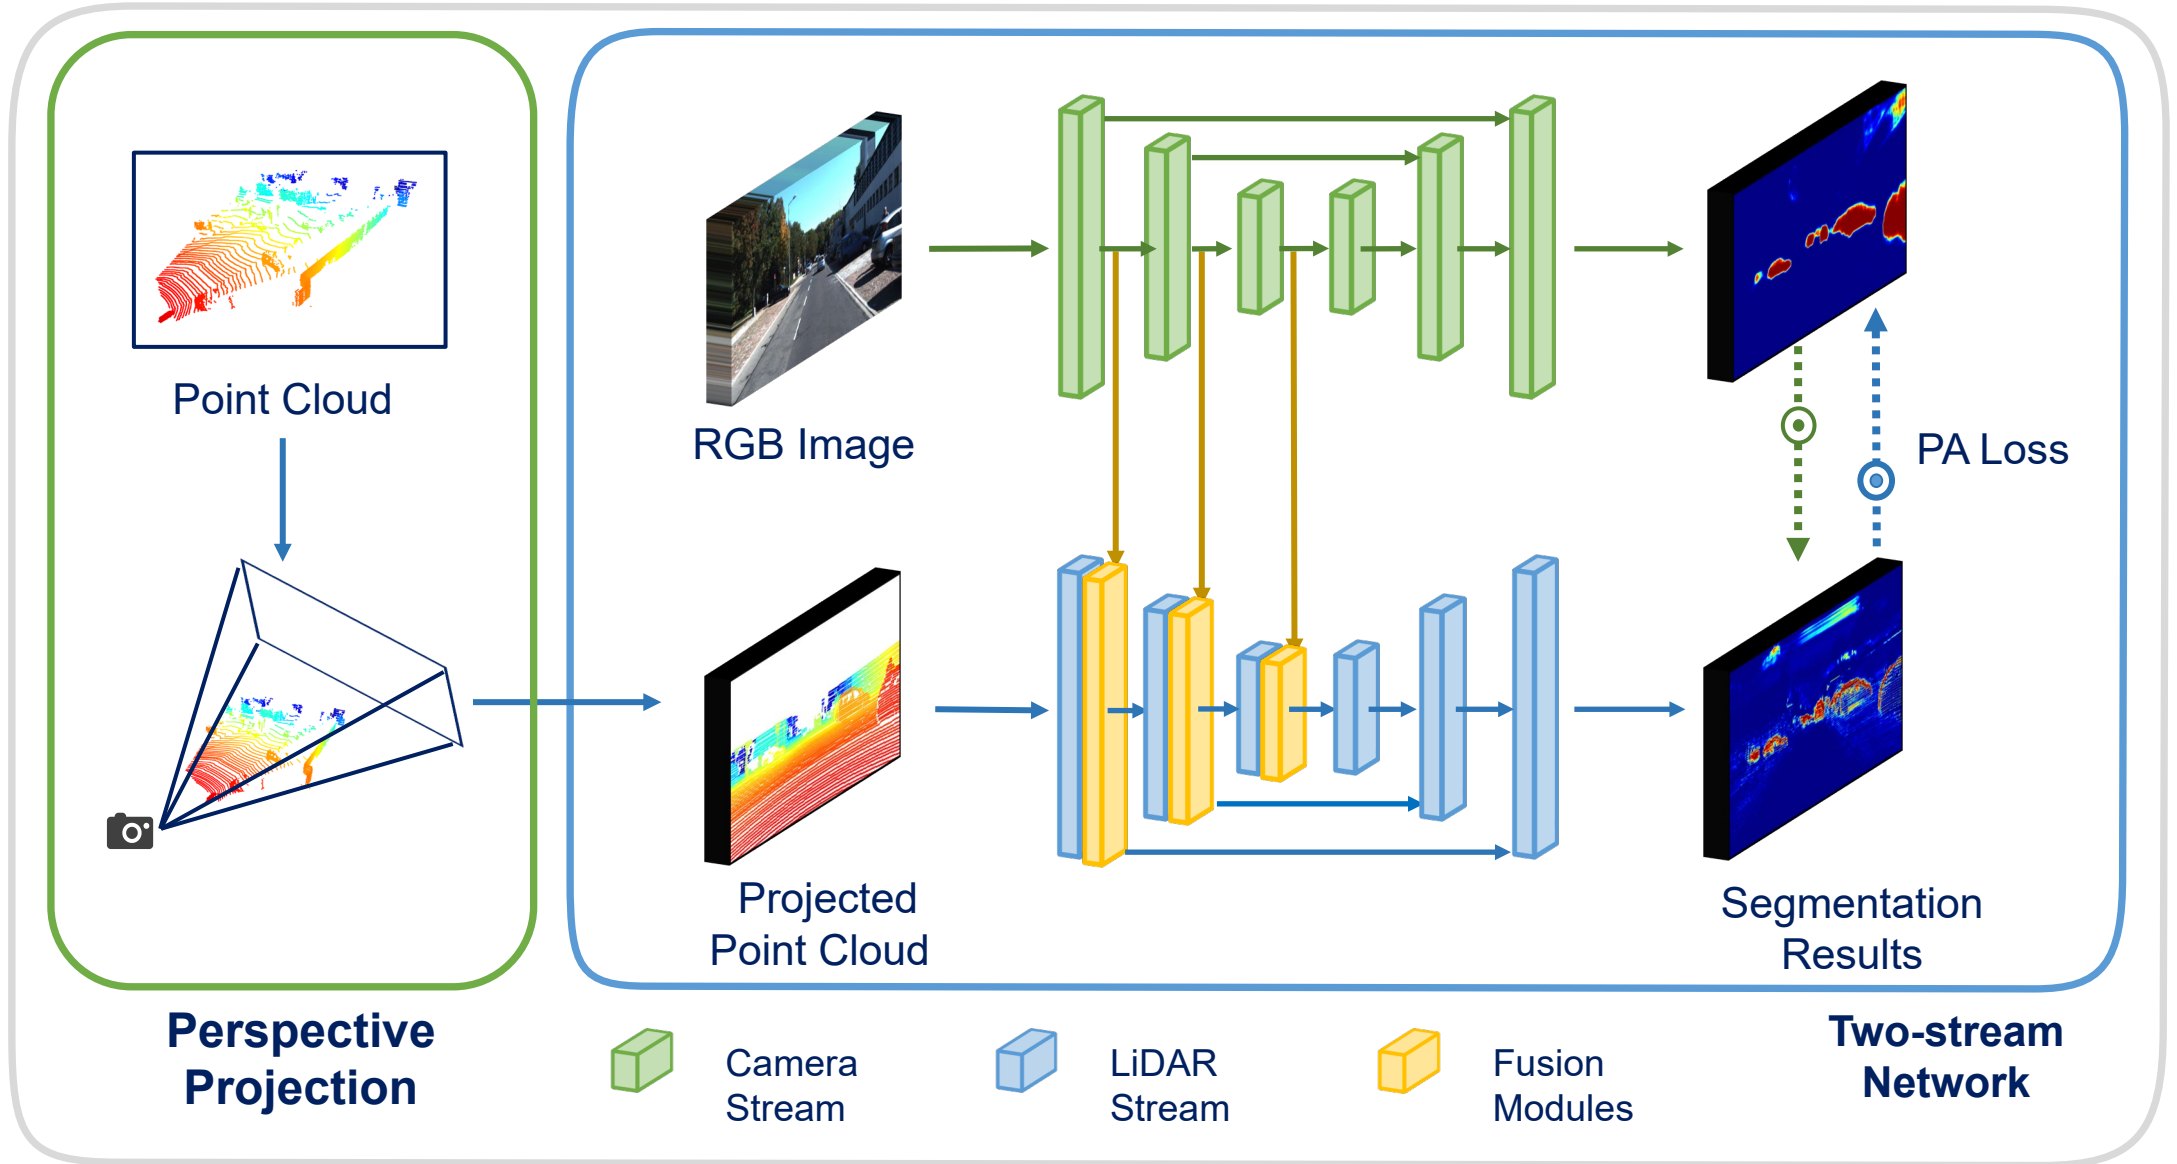 Point Cloud
RGB Image
PA Loss
Projected
Point Cloud
Segmentation
Results
Perspective
Projection
Camera
Stream
LiDAR
Stream
Fusion
Modules
Two-stream
Network